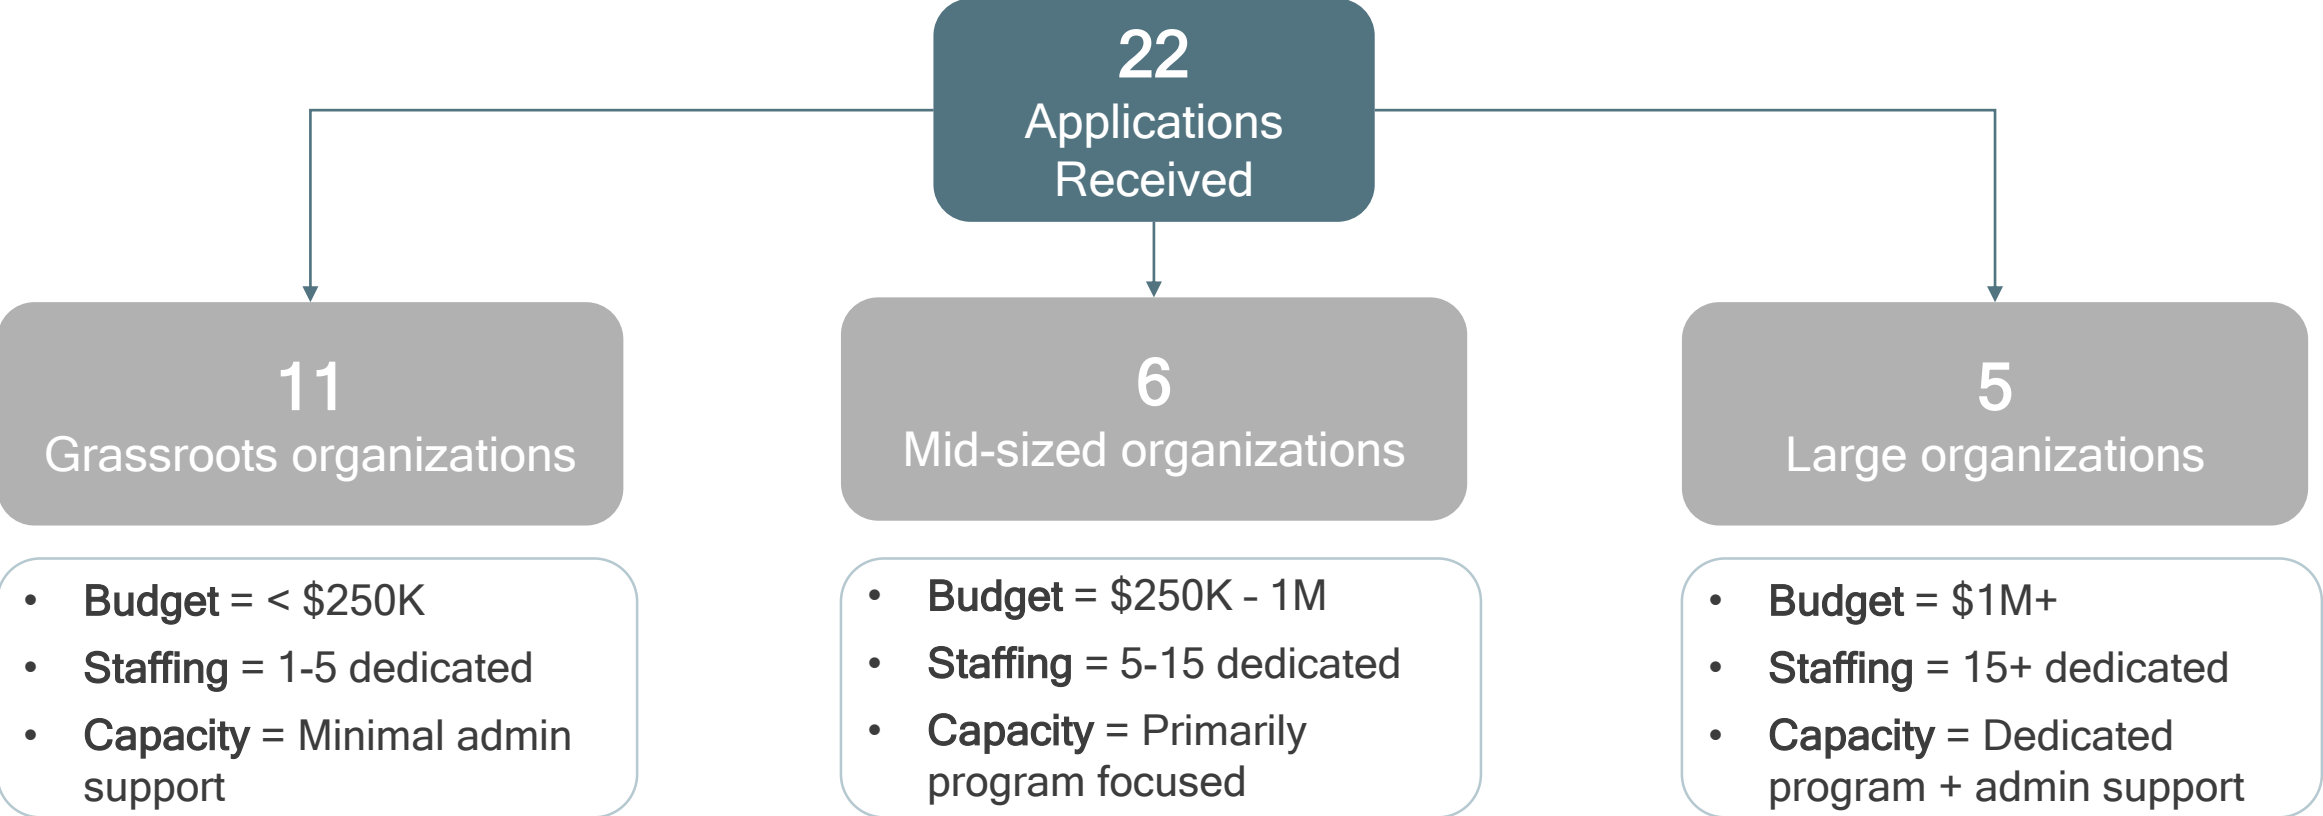 22
Applications
Received
11
Grassroots organizations
6
Mid-sized organizations
5
Large organizations
• Budget = < $250K
• Staffing = 1-5 dedicated
• Capacity = Minimal admin
support
• Budget = $250K - 1M
• Staffing = 5-15 dedicated
• Capacity = Primarily
program focused
• Budget = $1M+
• Staffing = 15+ dedicated
• Capacity = Dedicated
program + admin support